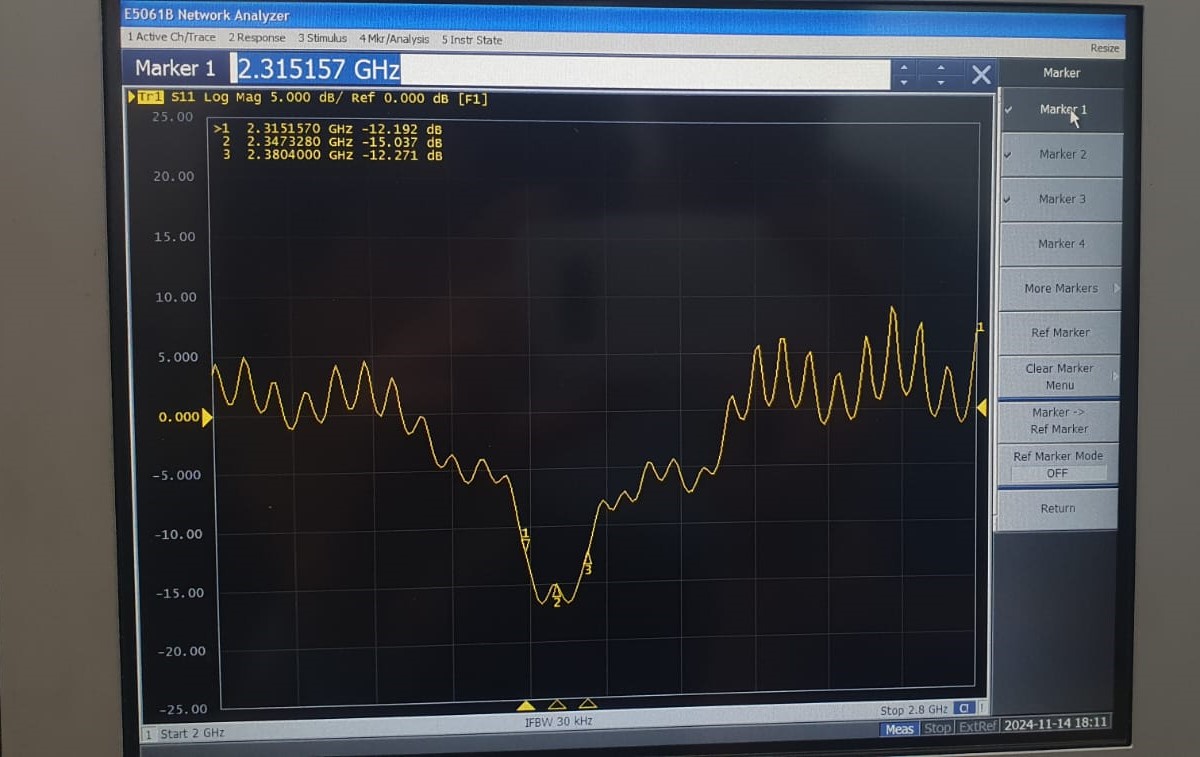 E5061B Network Analyzer
1 Active Ch/Trace 2 Response 3 Stimulus 4 Mkr/Analysis 5 Instr State
Resize
Marker 1 2.315157 GHz
Marker
Tr1 S11 Log Mag 5.000 dB/ Ref 0.000 dB [F1]
Marker 1
25.00
>1 2.3151570 GHz -12.192 dB
2 2.3473280 GHz -15.037 dB
3 2.3804000 GHz -12.271 dB
Marker 2
20.00
Marker 3
15.00
Marker 4
10.00
More Markers
Ref Marker
1
5.000
Clear Marker
Menu
0.000
Marker ->
Ref Marker
-5.000
Ref Marker Mode
OFF
Return
-10.00
1
3
-15.00
2
-20.00
-25.00
1 Start 2 GHz
IFBW 30 kHz
Stop 2.8 GHz
C!
!
Meas Stop ExtRef 2024-11-14 18:11